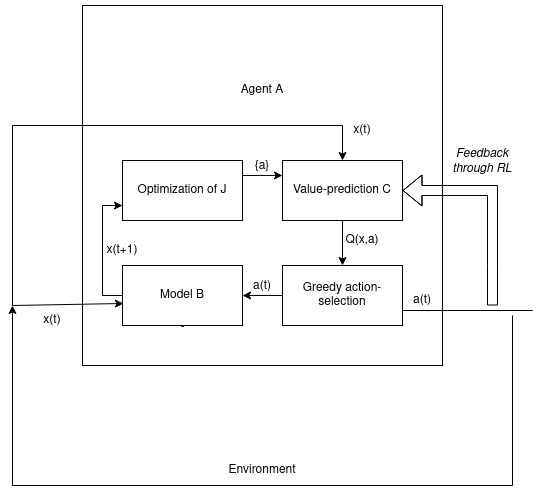 Agent A
x(t)
Feedback
through RL
{a}
Optimization of J
Value-prediction C
x(t+1)
Q(x,a)
Model B
a(t)
Greedy action-
selection
a(t)
x(t)
Environment